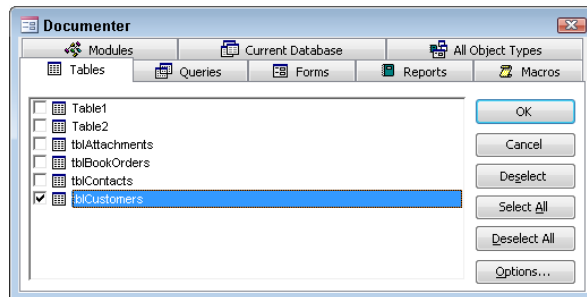 Documenter
Modules
Current Database
All Object Types
Tables
Queries
Forms
Reports
Macros
Table1
Table2
tblAttachments
tblBookOrders
tblContacts
tblCustomers
OK
Cancel
Deselect
Select All
Deselect All
Options...